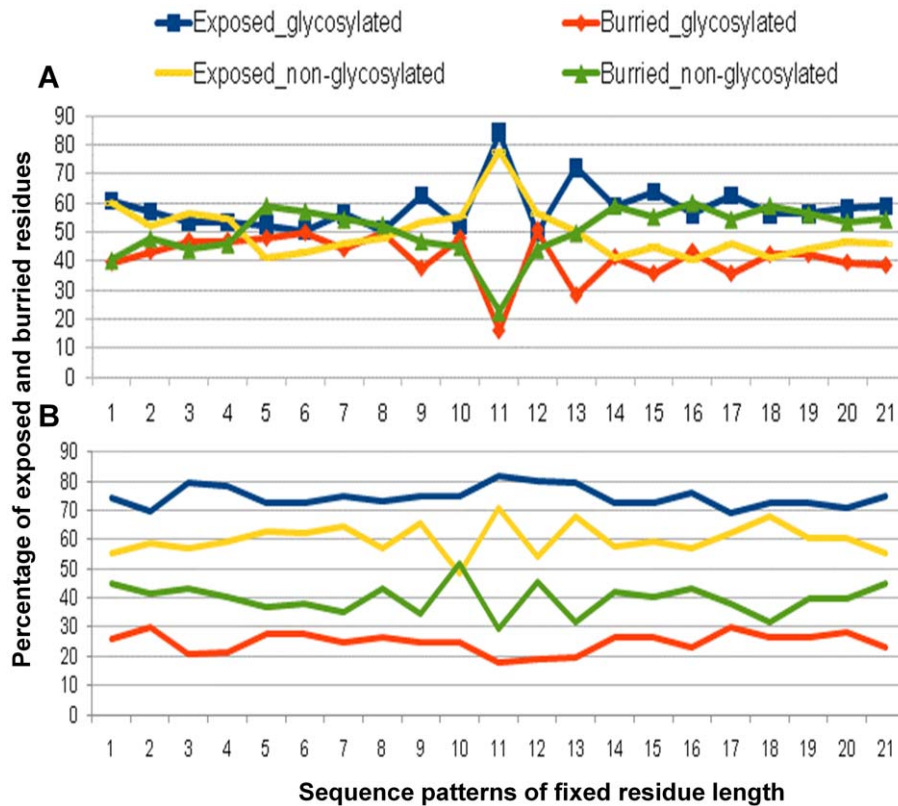 Exposed_glycosylated Burried_glycosylated
Exposed_non-glycosylated Burried_non-glycosylated
A
90
80
70
60
50
40
30
20
10
0
1 2 3 4 5 6 7 8 9 10 11 12 13 14 15 16 17 18 19 20 21
B
90
80
70
60
50
40
30
20
10
0
1 2 3 4 5 6 7 8 9 10 11 12 13 14 15 16 17 18 19 20 21
Percentage of exposed and burried residues
Sequence patterns of fixed residue length